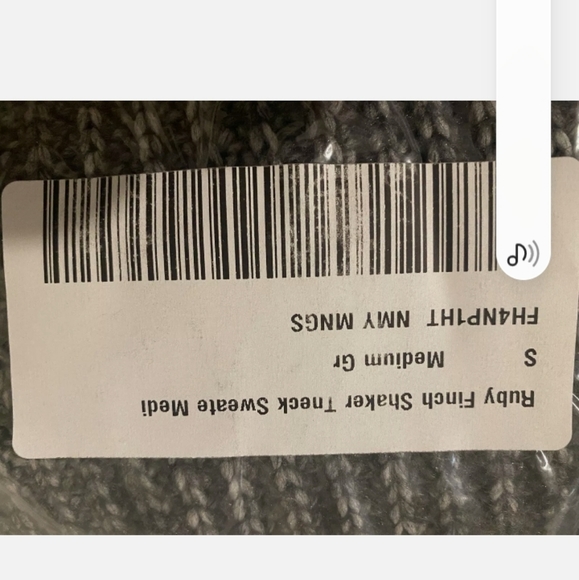 Ruby Finch Shaker Tneck Sweate Medi
S Medium Gr
FH4NP1HT NMY MNGS